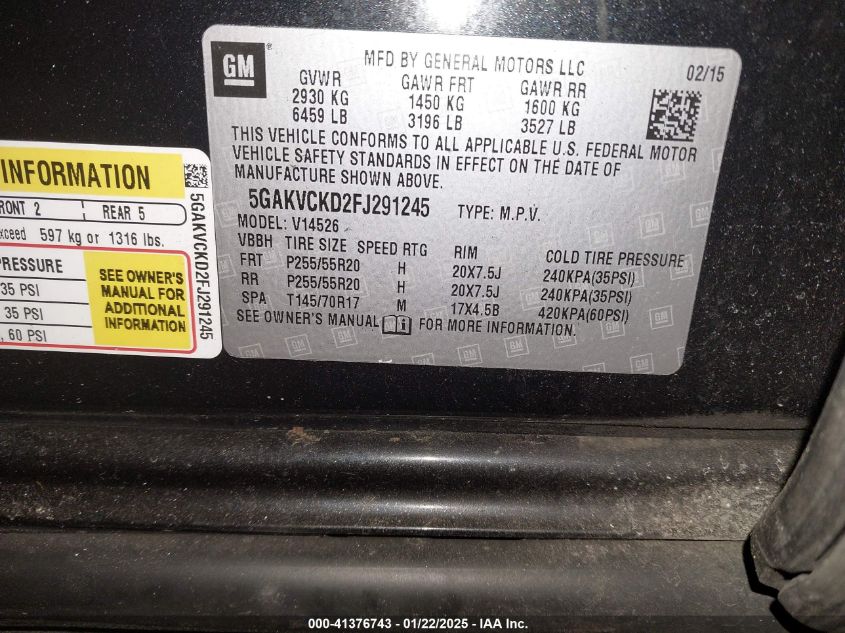 GM ®
MFD BY GENERAL MOTORS LLC 02/15
GVWR GAWR FRT GAWR RR
2930 KG 1450 KG 1600 KG
6459 LB 3196 LB 3527 LB
THIS VEHICLE CONFORMS TO ALL APPLICABLE U.S. FEDERAL MOTOR
VEHICLE SAFETY STANDARDS IN EFFECT ON THE DATE OF
MANUFACTURE SHOWN ABOVE.
5GAKVCKD2FJ291245 TYPE: M.P.V.
MODEL: V14526
VBBH TIRE SIZE SPEED RTG RIM COLD TIRE PRESSURE
FRT P255/55R20 H 20X7.5J 240KPA(35PSI)
RR P255/55R20 H 20X7.5J 240KPA(35PSI)
SPA T145/70R17 M 17X4.5B 420KPA(60PSI)
SEE OWNER'S MANUAL FOR MORE INFORMATION.
INFORMATION
FRONT 2 REAR 5
exceed 597 kg or 1316 lbs.
PRESSURE
35 PSI
35 PSI
60 PSI
SEE OWNER'S
MANUAL FOR
ADDITIONAL
INFORMATION
5GAKVCKD2FJ291245
000-41376743 - 01/22/2025 - IAA Inc.